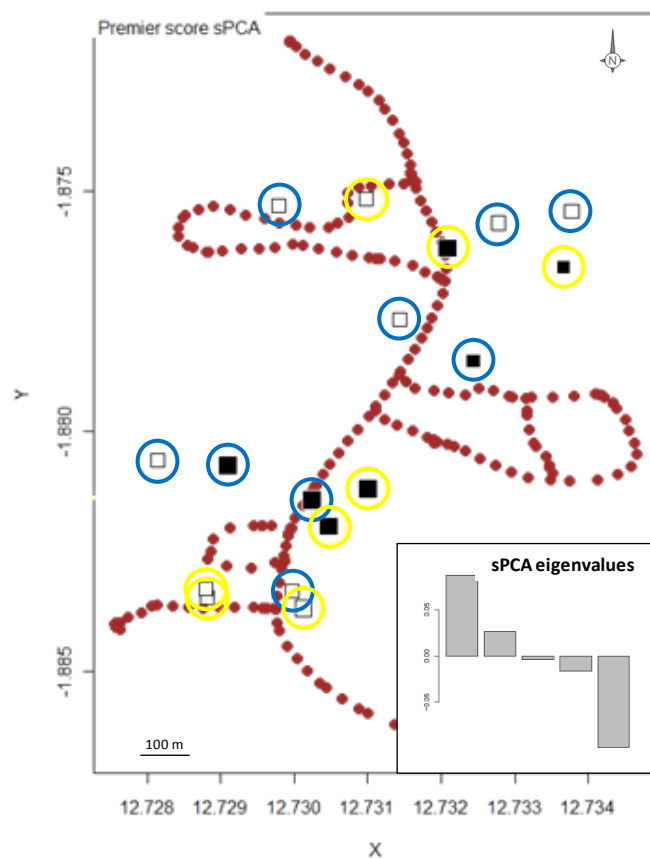 Premier score sPCA
N
-1.875
Y
-1.880
-1.885
sPCA eigenvalues
0.05
0.00
-0.05
100 m
12.728 12.729 12.730 12.731 12.732 12.733 12.734
X